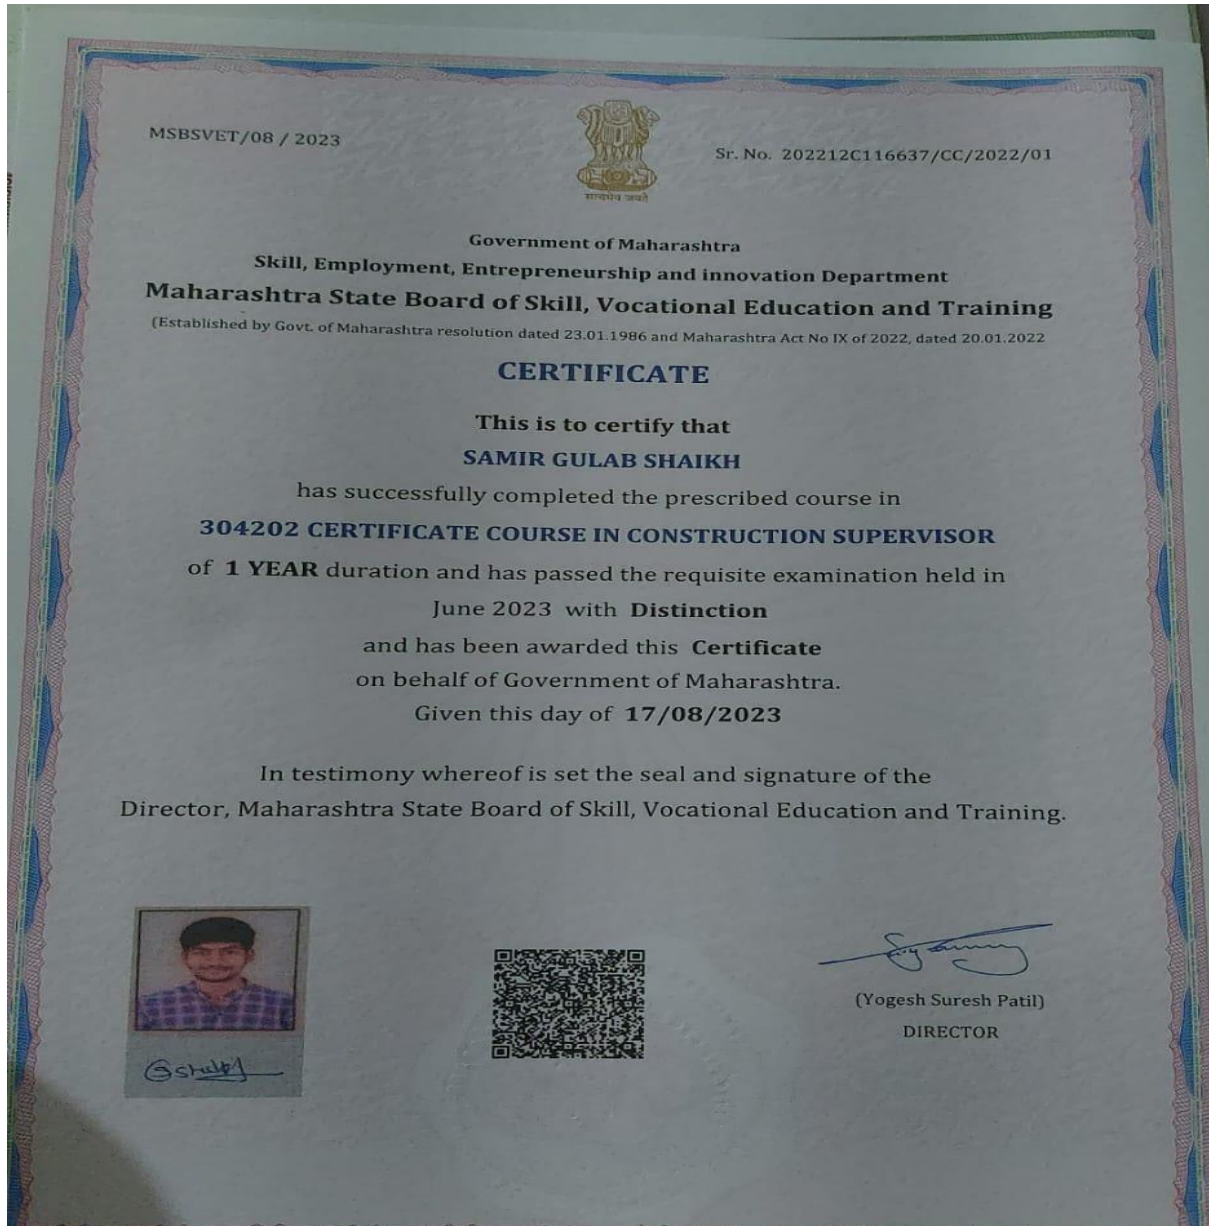 MSBSVET/08 / 2023
Sr. No. 202212C116637/CC/2022/01
सत्यमेव जयते
Government of Maharashtra
Skill, Employment, Entrepreneurship and innovation Department
Maharashtra State Board of Skill, Vocational Education and Training
(Established by Govt. of Maharashtra resolution dated 23.01.1986 and Maharashtra Act No IX of 2022, dated 20.01.2022
CERTIFICATE
This is to certify that
SAMIR GULAB SHAIKH
has successfully completed the prescribed course in
304202 CERTIFICATE COURSE IN CONSTRUCTION SUPERVISOR
of 1 YEAR duration and has passed the requisite examination held in
June 2023 with Distinction
and has been awarded this Certificate
on behalf of Government of Maharashtra.
Given this day of 17/08/2023
In testimony whereof is set the seal and signature of the
Director, Maharashtra State Board of Skill, Vocational Education and Training.
(Yogesh Suresh Patil)
DIRECTOR